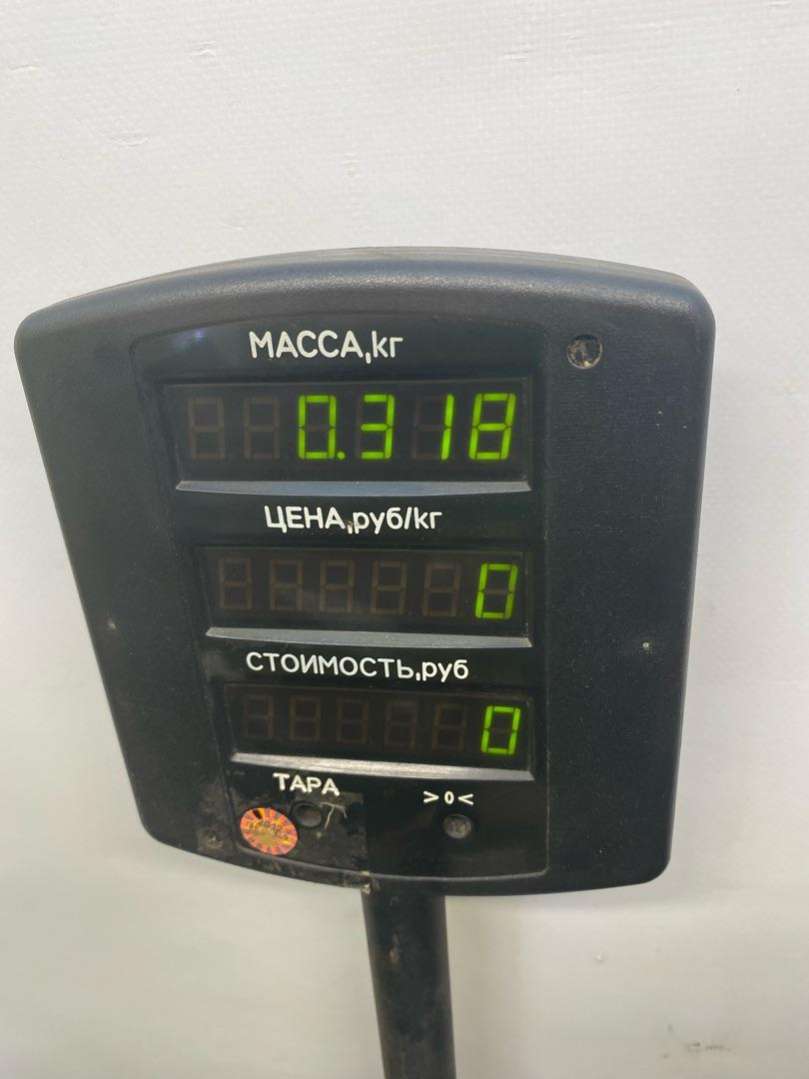 МАССА,кг
0.318
ЦЕНА,руб/кг
0
СТОИМОСТЬ,руб
0
ТАРА >0<
Т